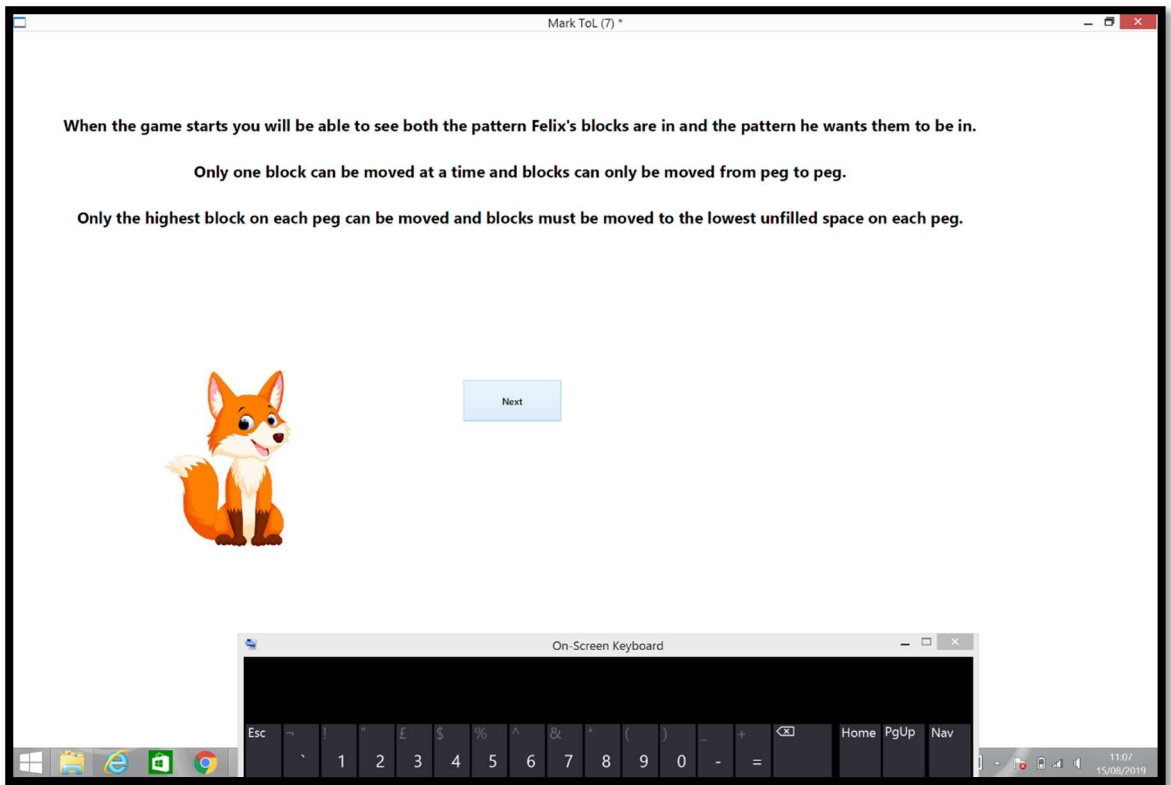 Mark ToL (7) *
When the game starts you will be able to see both the pattern Felix's blocks are in and the pattern he wants them to be in.
Only one block can be moved at a time and blocks can only be moved from peg to peg.
Only the highest block on each peg can be moved and blocks must be moved to the lowest unfilled space on each peg.
Next
On-Screen Keyboard
Esc ¬ ! " £ $ % ^ & * ( ) _ + Home PgUp Nav
` 1 2 3 4 5 6 7 8 9 0 - =
11:07
15/08/2019